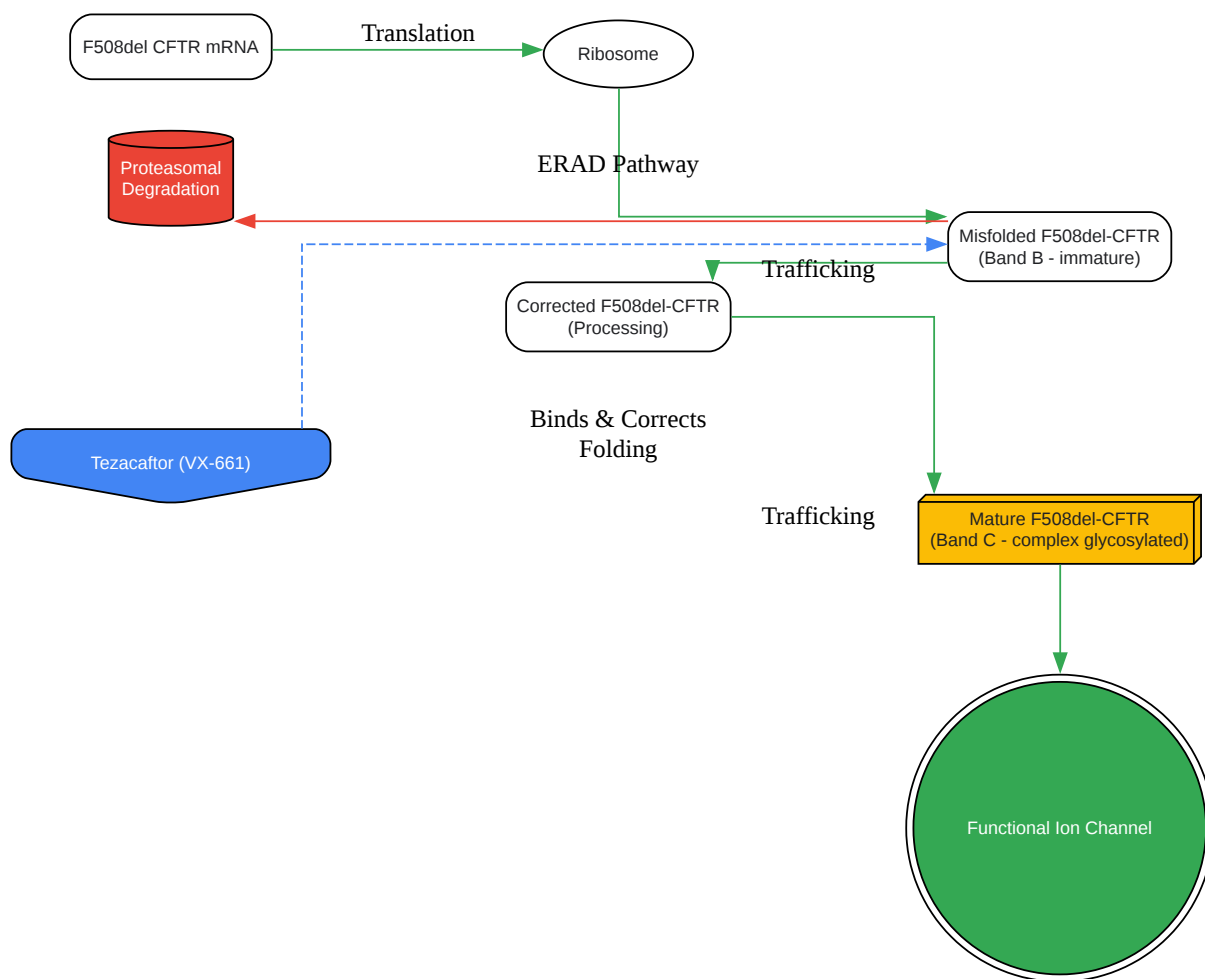 F508del CFTR mRNA
Translation
Ribosome
Proteasomal
Degradation
ERAD Pathway
Misfolded F508del-CFTR
(Band B - immature)
Trafficking
Corrected F508del-CFTR
(Processing)
Binds & Corrects
Folding
Tezacaftor (VX-661)
Trafficking
Mature F508del-CFTR
(Band C - complex glycosylated)
Functional Ion Channel